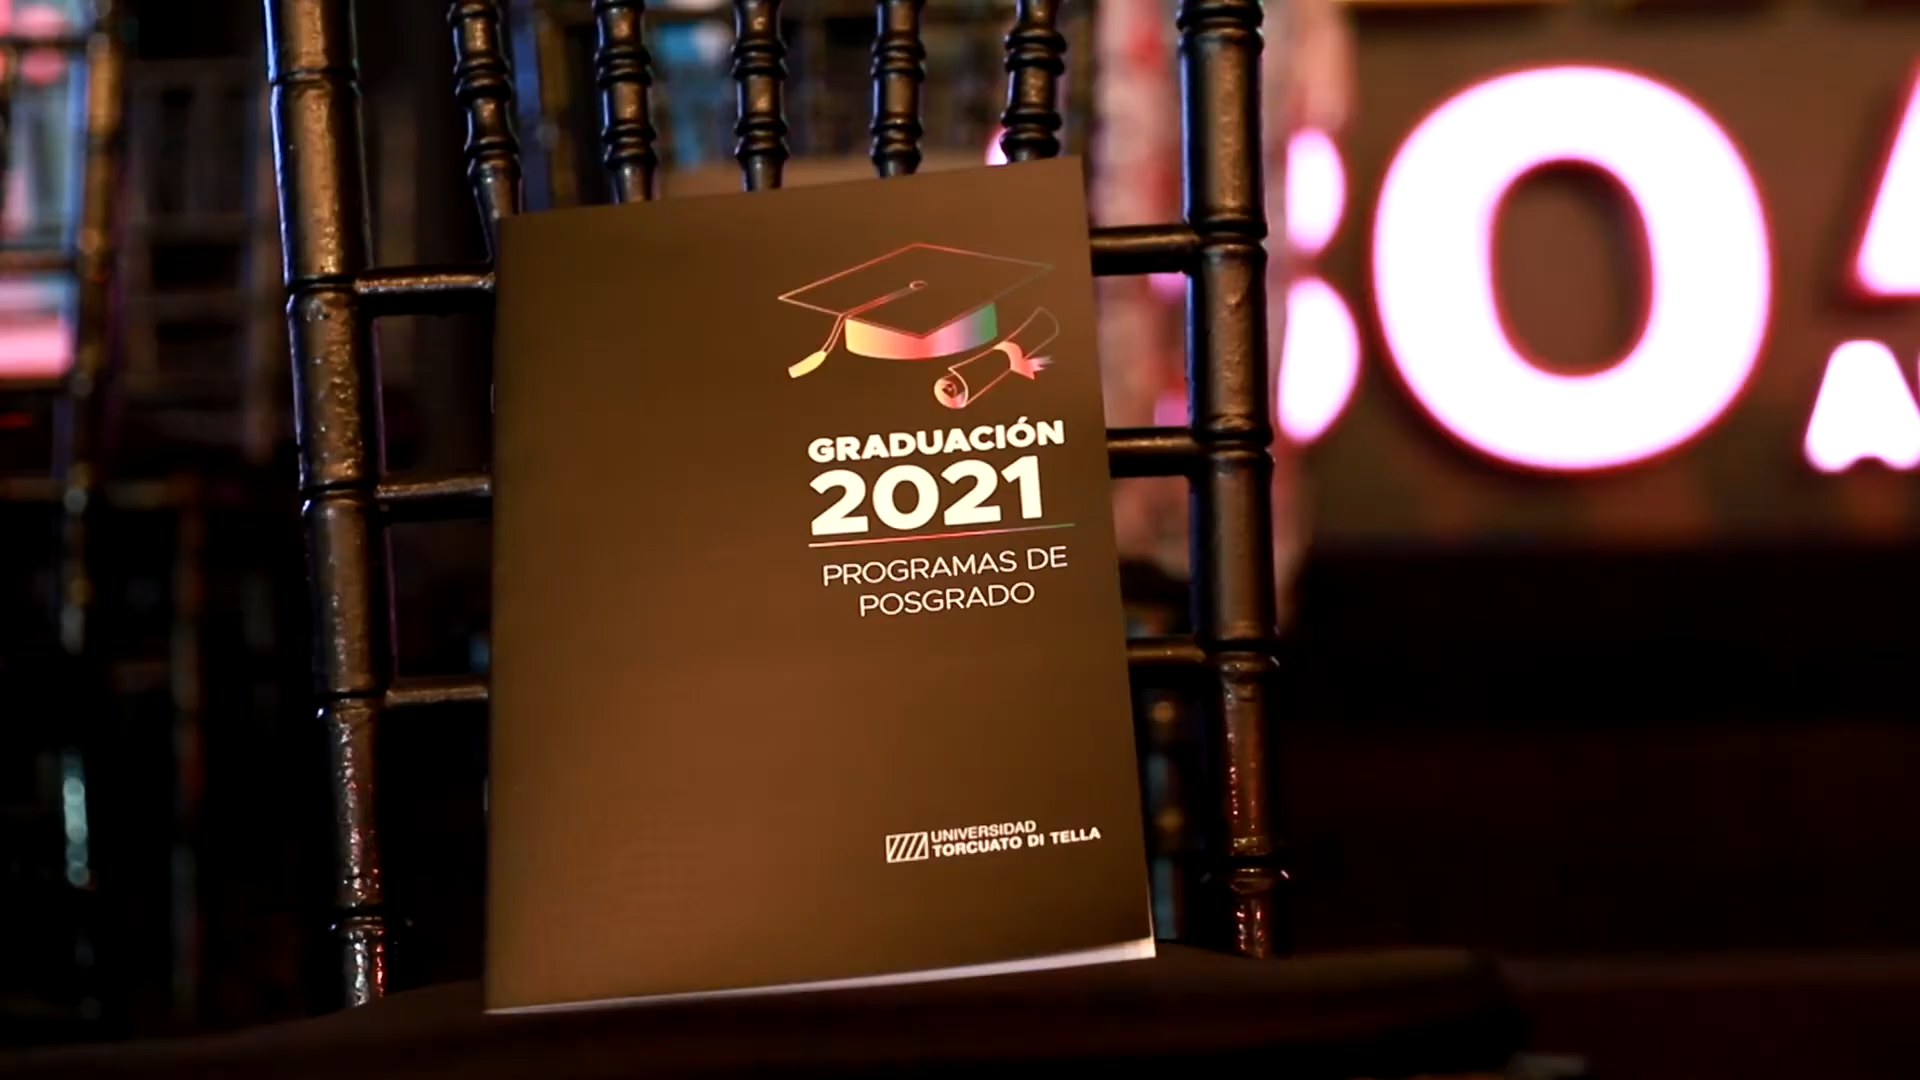 GRADUACIÓN
2021
PROGRAMAS DE
POSGRADO
UNIVERSIDAD
TORCUATO DI TELLA